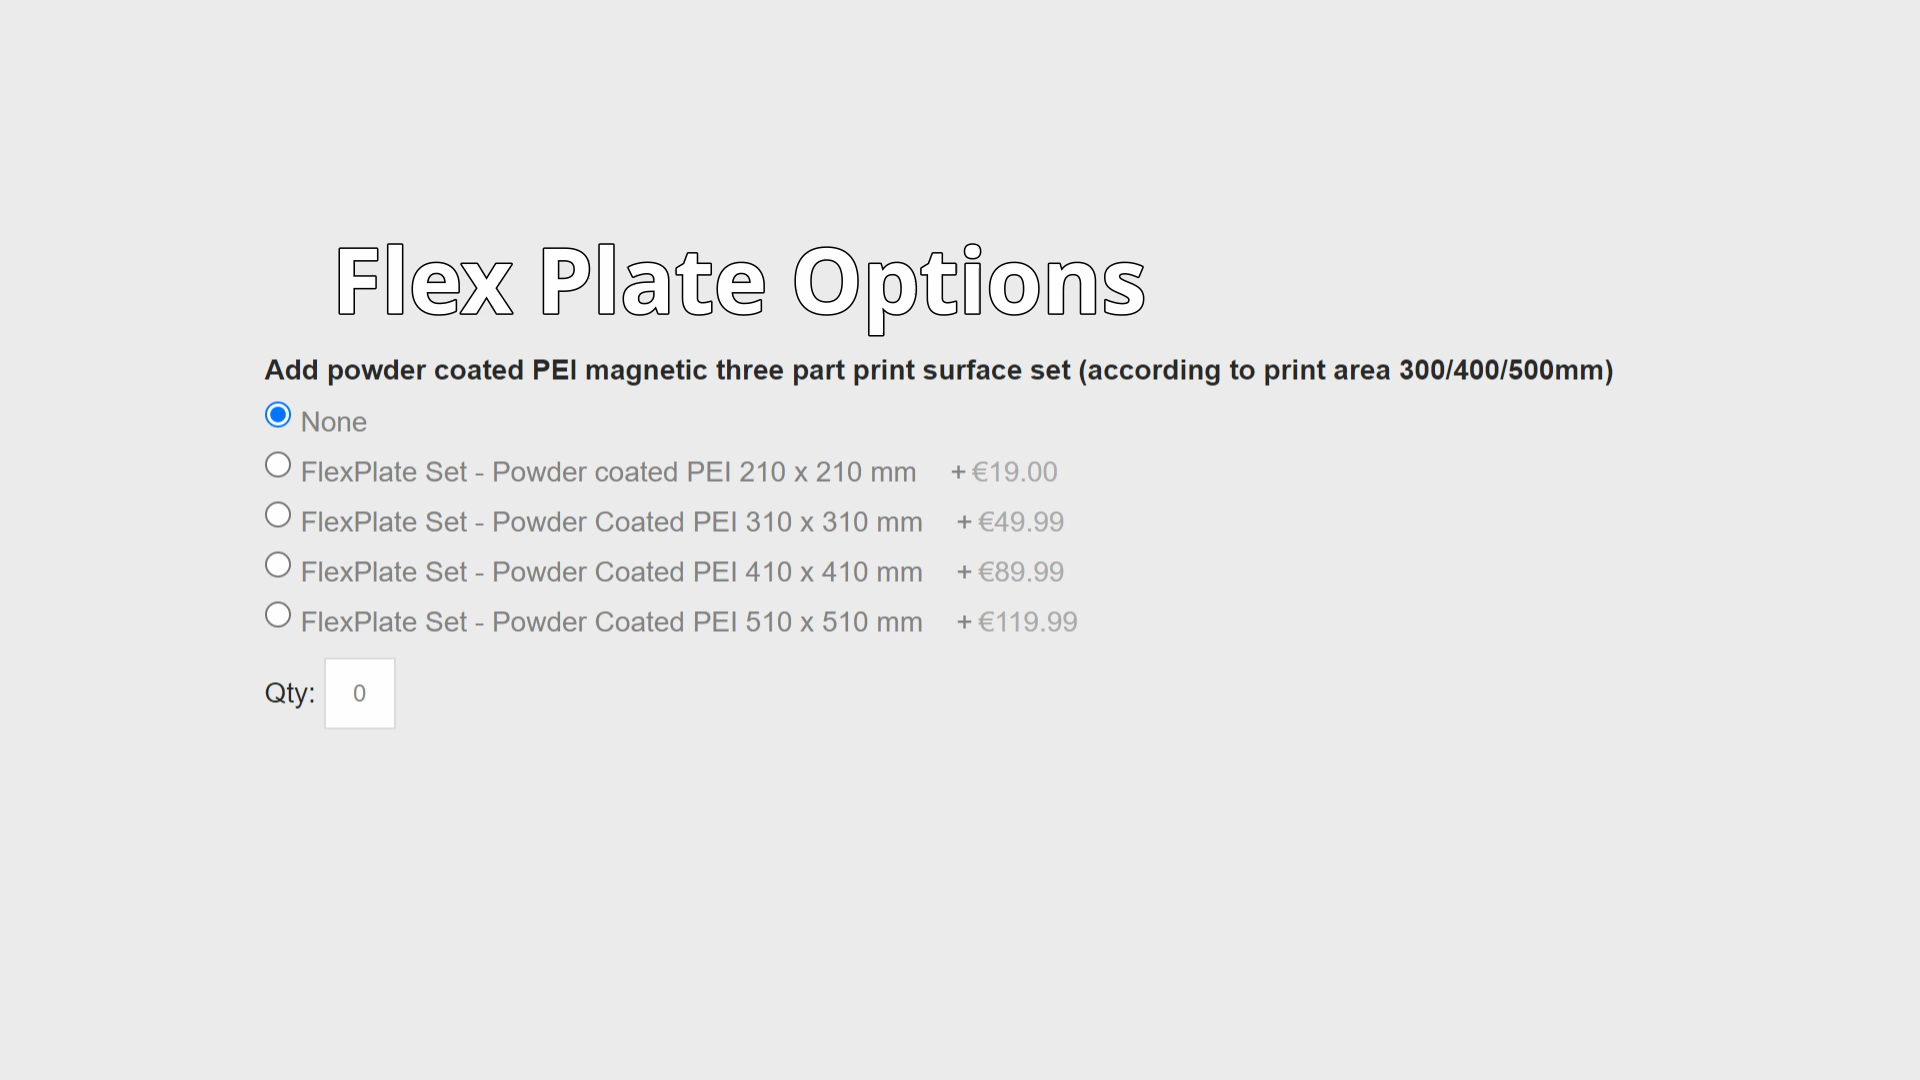 Flex Plate Options
Add powder coated PEI magnetic three part print surface set (according to print area 300/400/500mm)
None
FlexPlate Set - Powder coated PEI 210 x 210 mm + €19.00
FlexPlate Set - Powder Coated PEI 310 x 310 mm + €49.99
FlexPlate Set - Powder Coated PEI 410 x 410 mm + €89.99
FlexPlate Set - Powder Coated PEI 510 x 510 mm + €119.99
Qty: 0